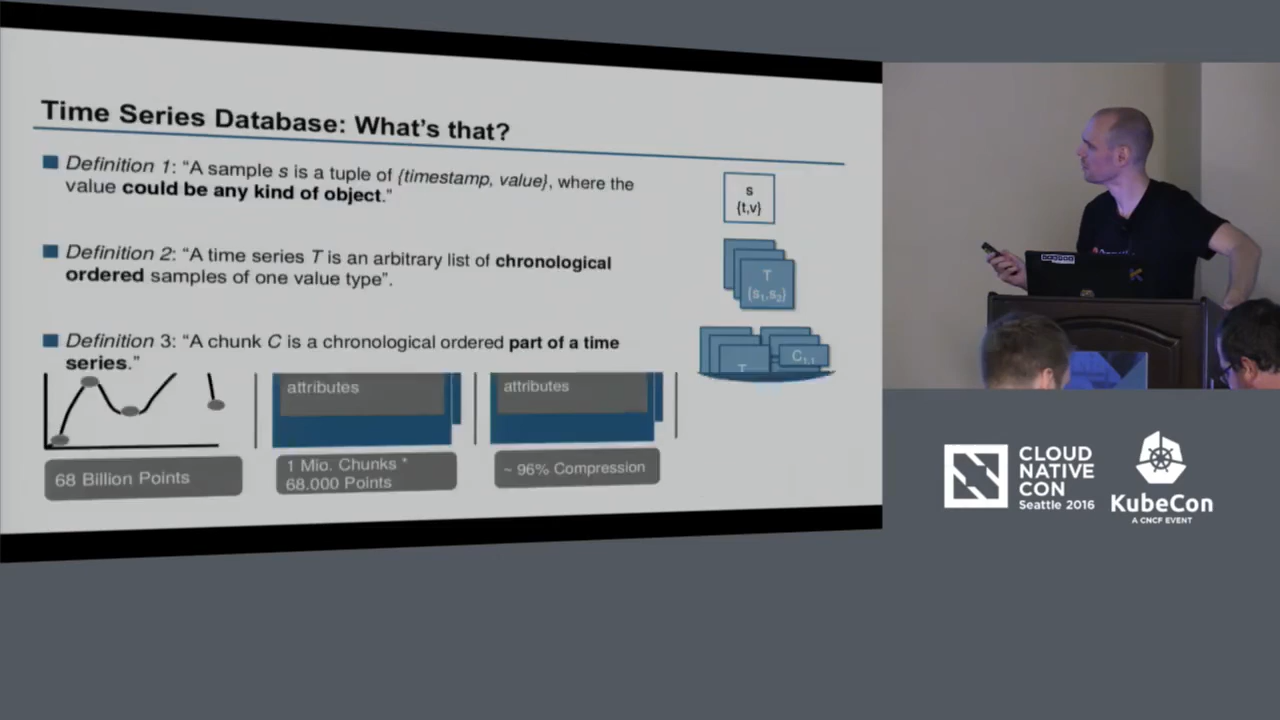 Time Series Database: What's that?
Definition 1: “A sample s is a tuple of {timestamp, value}, where the
value could be any kind of object.”
s
{t,v}
Definition 2: “A time series T is an arbitrary list of chronological
ordered samples of one value type”.
T
{s1,s2}
Definition 3: “A chunk C is a chronological ordered part of a time
series.”
T
C1,1
attributes
attributes
68 Billion Points
1 Mio. Chunks *
68.000 Points
~ 96% Compression
CLOUD
NATIVE
CON
Seattle 2016
KubeCon
A CNCF EVENT